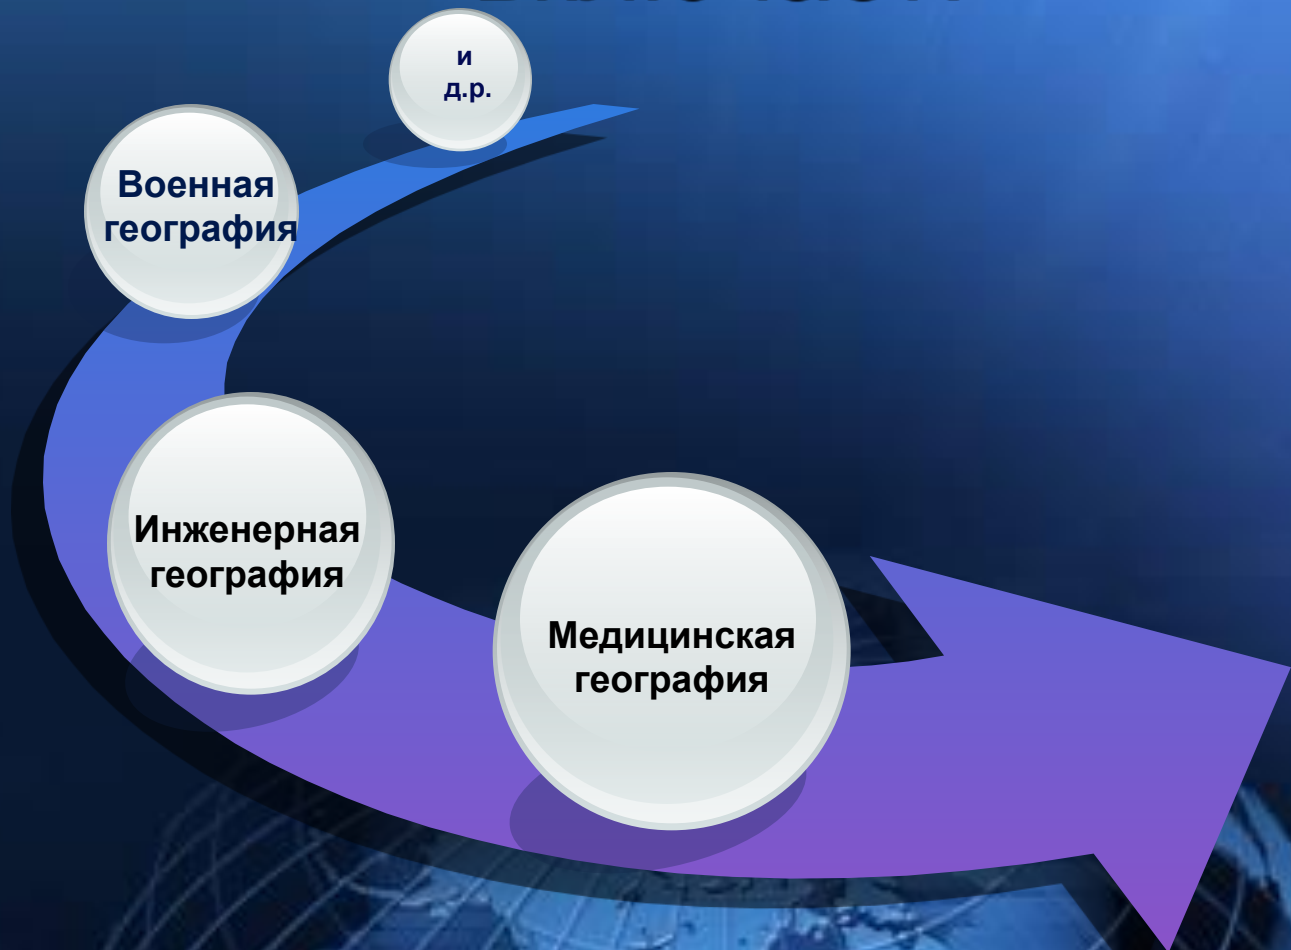 и
д.р.
Военная
география
Инженерная
география
Медицинская
география